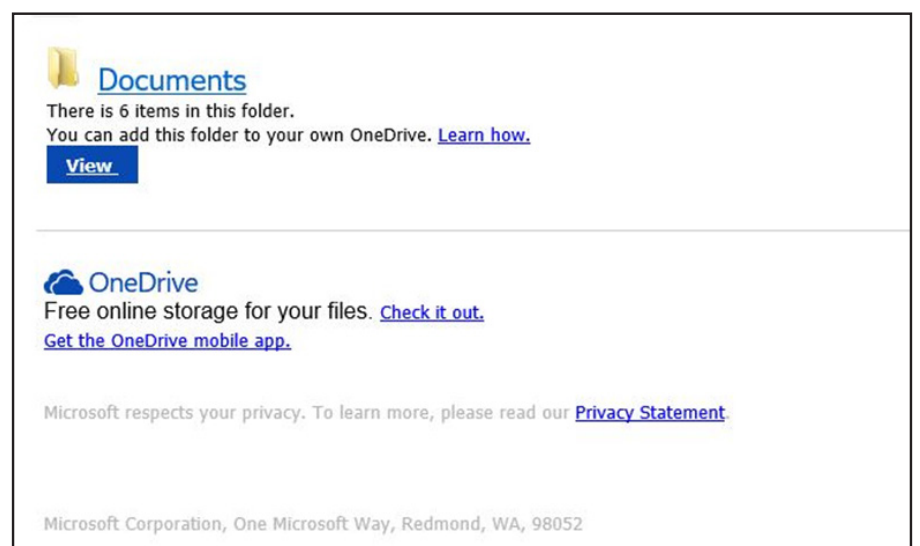 Documents
There is 6 items in this folder.
You can add this folder to your own OneDrive. Learn how.
View
OneDrive
Free online storage for your files. Check it out.
Get the OneDrive mobile app.
Microsoft respects your privacy. To learn more, please read our Privacy Statement.
Microsoft Corporation, One Microsoft Way, Redmond, WA, 98052